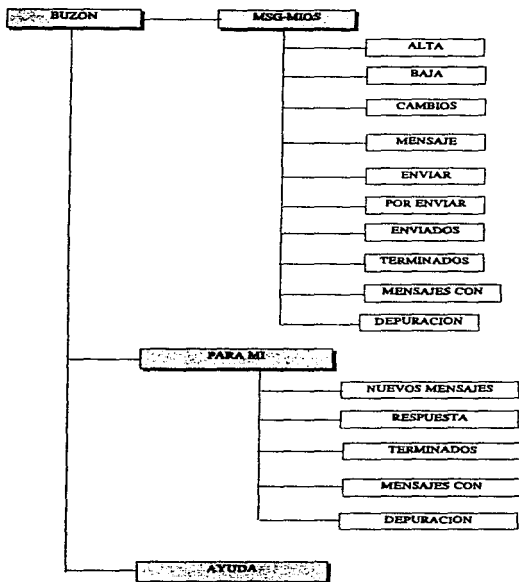 BUZON
MSG-MIOS
ALTA
BAJA
CAMBIOS
MENSAJE
ENVIAR
POR ENVIAR
ENVIADOS
TERMINADOS
MENSAJES CON
DEPURACION
PARA MI
NUEVOS MENSAJES
RESPUESTA
TERMINADOS
MENSAJES CON
DEPURACION
AYUDA